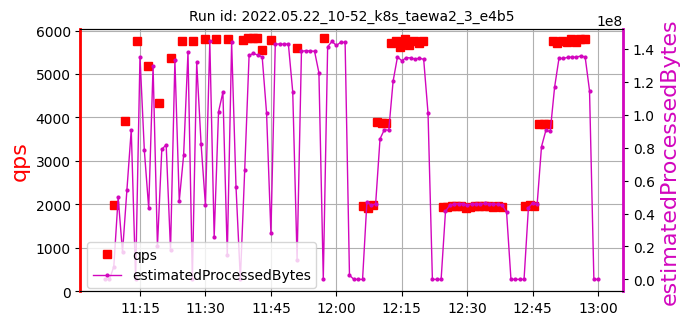 Run id: 2022.05.22_10-52_k8s_taewa2_3_e4b5
1e8
6000
5000
4000
3000
2000
1000
0
qps
1.4
1.2
1.0
0.8
0.6
0.4
0.2
0.0
estimatedProcessedBytes
qps
estimatedProcessedBytes
11:15 11:30 11:45 12:00 12:15 12:30 12:45 13:00